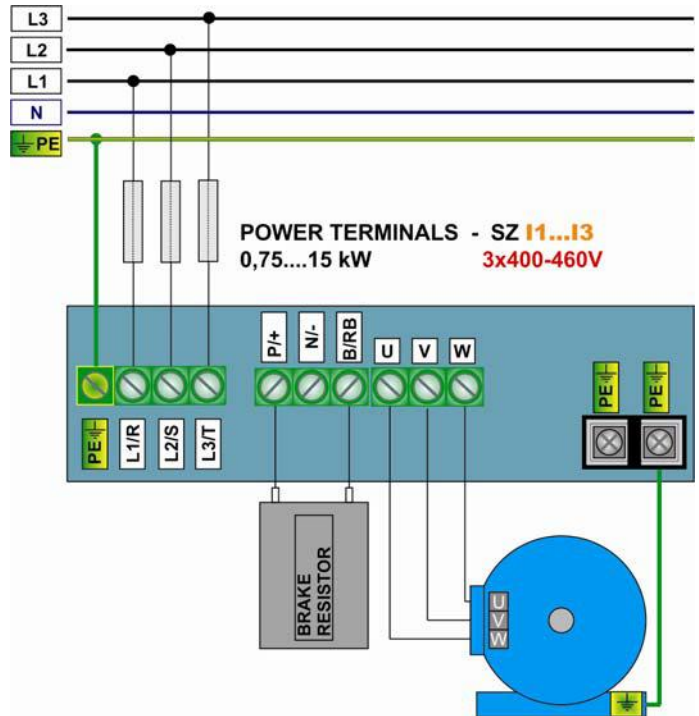 L3
L2
L1
N
⏚ PE
POWER TERMINALS - SZ I1...I3
0,75....15 kW 3x400-460V
P/+
N/-
B/RB
U
V
W
PE⏚
PE⏚
PE⏚
L1/R
L2/S
L3/T
BRAKE
RESISTOR
U
V
W
⏚